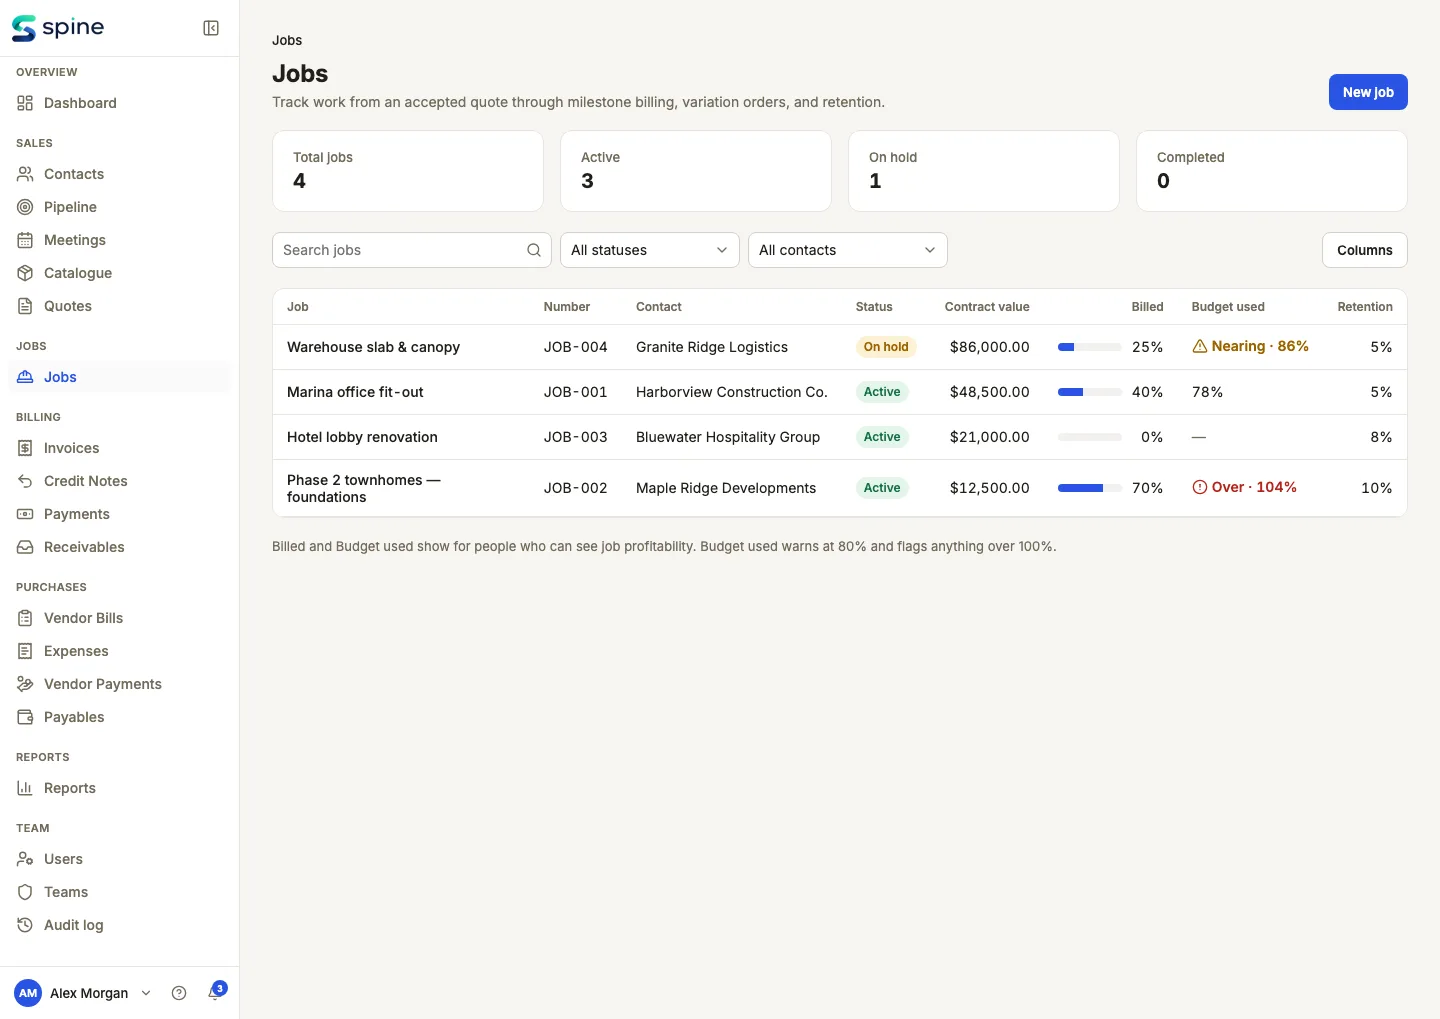 spine
OVERVIEW
Dashboard
SALES
Contacts
Pipeline
Meetings
Catalogue
Quotes
JOBS
Jobs
BILLING
Invoices
Credit Notes
Payments
Receivables
PURCHASES
Vendor Bills
Expenses
Vendor Payments
Payables
REPORTS
Reports
TEAM
Users
Teams
Audit log
AM Alex Morgan 3
Jobs
Jobs
Track work from an accepted quote through milestone billing, variation orders, and retention.
New job
Total jobs
4
Active
3
On hold
1
Completed
0
Search jobs All statuses All contacts Columns
Job Number Contact Status Contract value Billed Budget used Retention
Warehouse slab & canopy JOB-004 Granite Ridge Logistics On hold $86,000.00 25% Nearing · 86% 5%
Marina office fit-out JOB-001 Harborview Construction Co. Active $48,500.00 40% 78% 5%
Hotel lobby renovation JOB-003 Bluewater Hospitality Group Active $21,000.00 0% — 8%
Phase 2 townhomes —
foundations JOB-002 Maple Ridge Developments Active $12,500.00 70% Over · 104% 10%
Billed and Budget used show for people who can see job profitability. Budget used warns at 80% and flags anything over 100%.